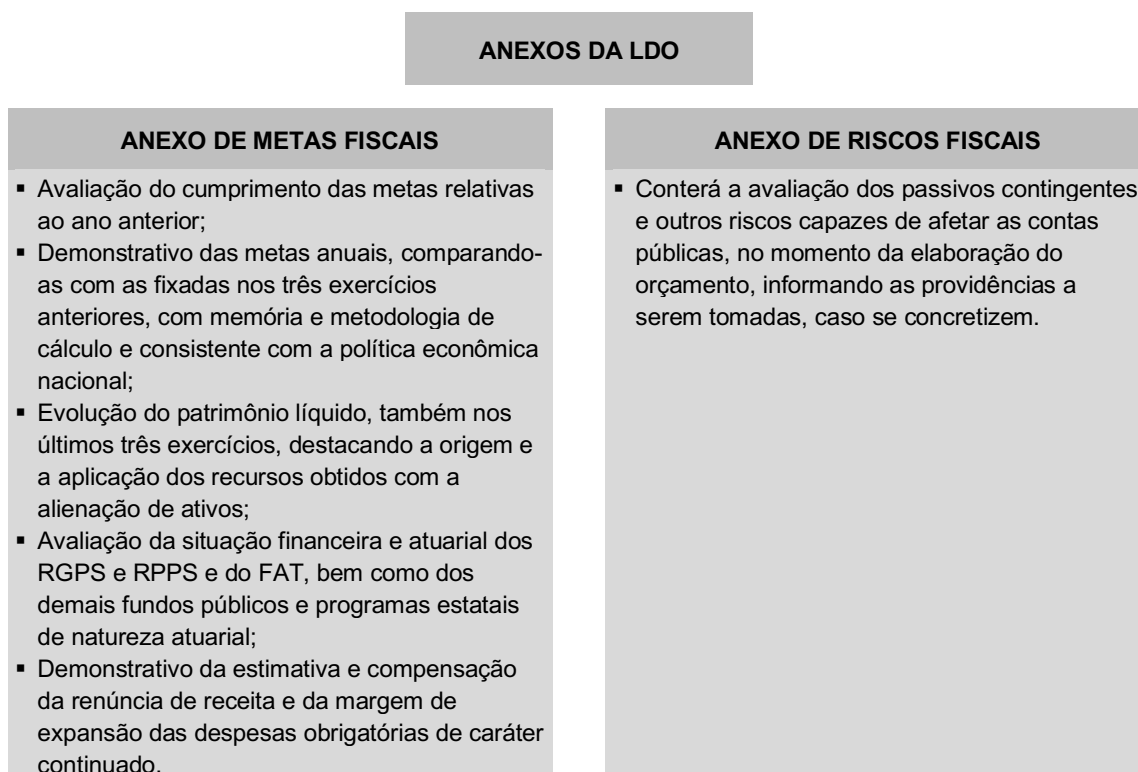 ANEXOS DA LDO
ANEXO DE METAS FISCAIS
▪ Avaliação do cumprimento das metas relativas
ao ano anterior;
▪ Demonstrativo das metas anuais, comparando-
as com as fixadas nos três exercícios
anteriores, com memória e metodologia de
cálculo e consistente com a política econômica
nacional;
▪ Evolução do patrimônio líquido, também nos
últimos três exercícios, destacando a origem e
a aplicação dos recursos obtidos com a
alienação de ativos;
▪ Avaliação da situação financeira e atuarial dos
RGPS e RPPS e do FAT, bem como dos
demais fundos públicos e programas estatais
de natureza atuarial;
▪ Demonstrativo da estimativa e compensação
da renúncia de receita e da margem de
expansão das despesas obrigatórias de caráter
continuado.
ANEXO DE RISCOS FISCAIS
▪ Conterá a avaliação dos passivos contingentes
e outros riscos capazes de afetar as contas
públicas, no momento da elaboração do
orçamento, informando as providências a
serem tomadas, caso se concretizem.